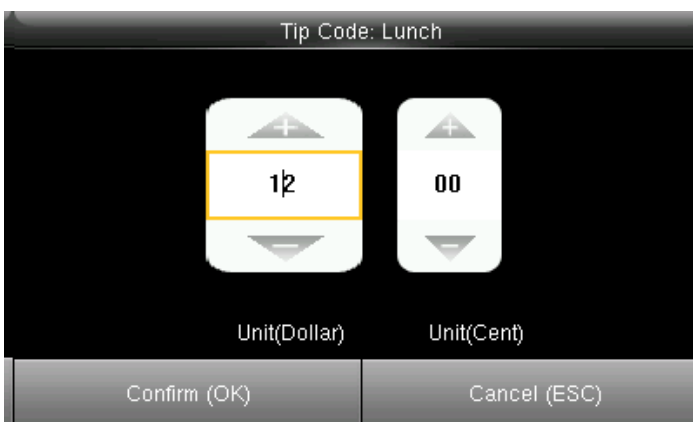 Tip Code: Lunch
12 00
Unit(Dollar) Unit(Cent)
Confirm (OK) Cancel (ESC)